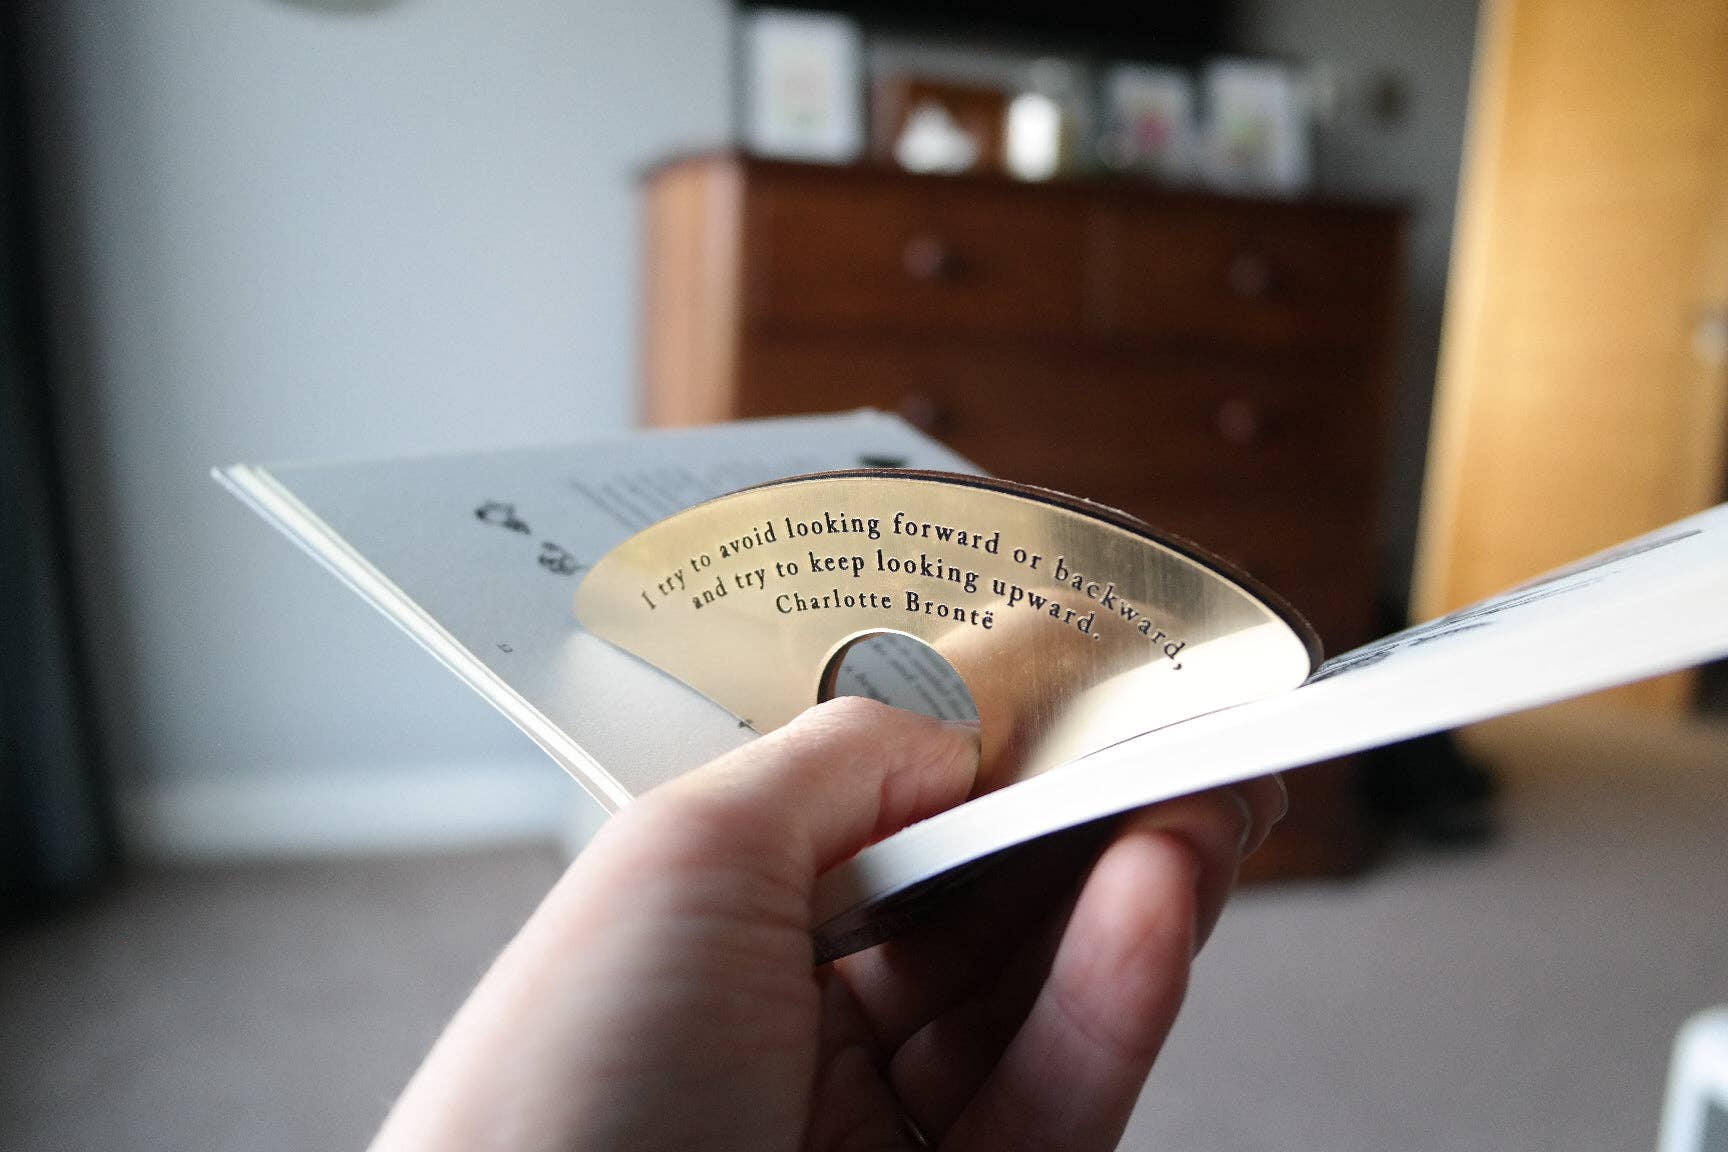 I try to avoid looking forward or backward,
and try to keep looking upward.
Charlotte Brontë